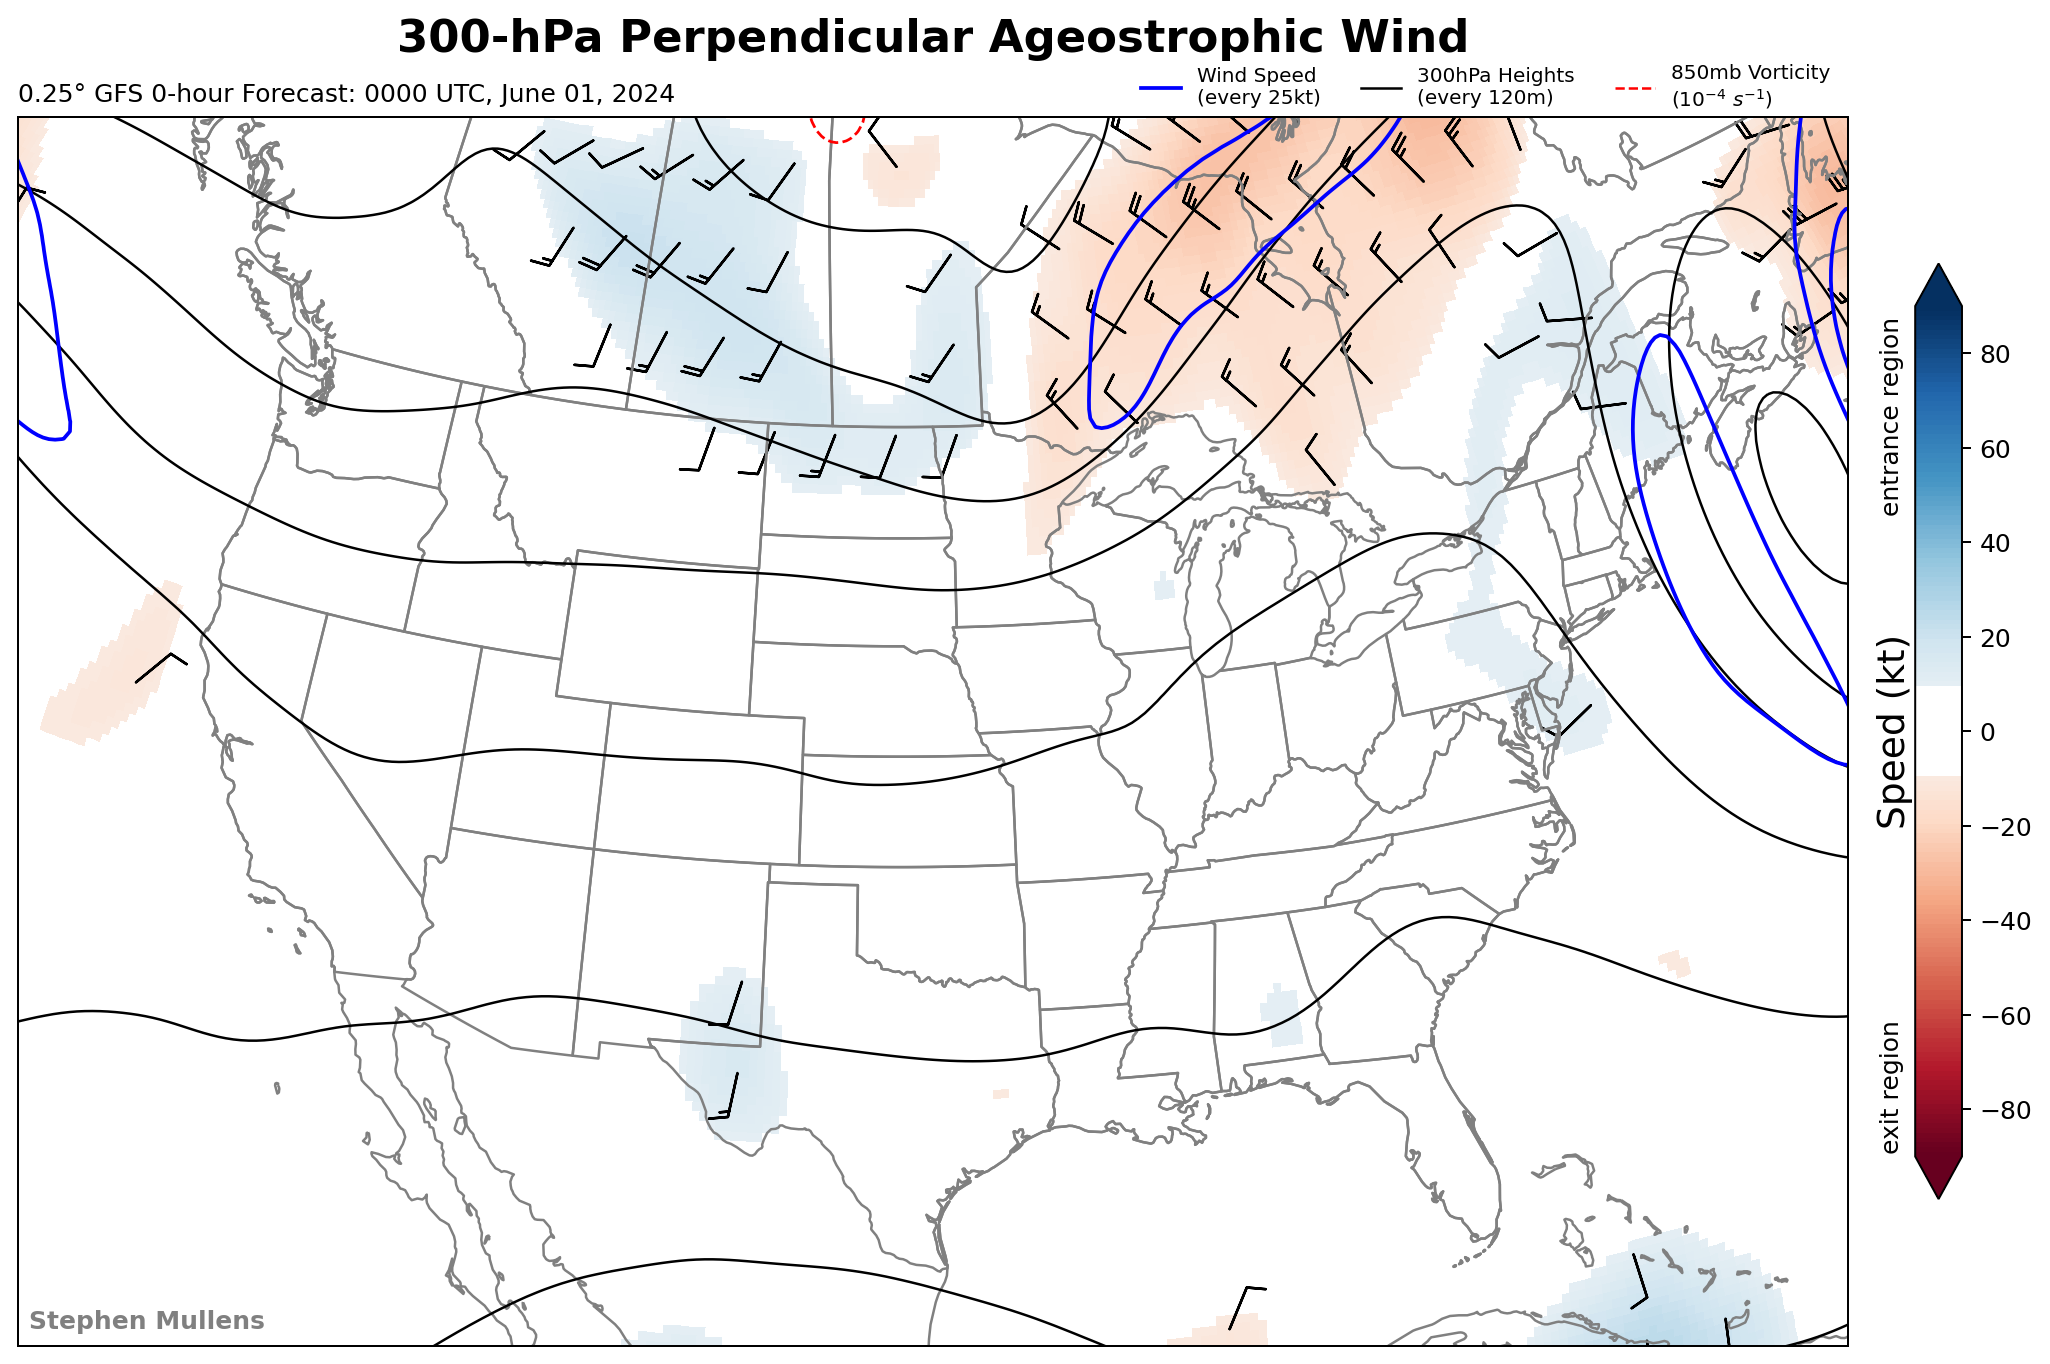 300-hPa Perpendicular Ageostrophic Wind
0.25° GFS 0-hour Forecast: 0000 UTC, June 01, 2024
Wind Speed
(every 25kt)
300hPa Heights
(every 120m)
850mb Vorticity
(10⁻⁴ s⁻¹)
entrance region
Speed (kt)
exit region
80
60
40
20
0
−20
−40
−60
−80
Stephen Mullens